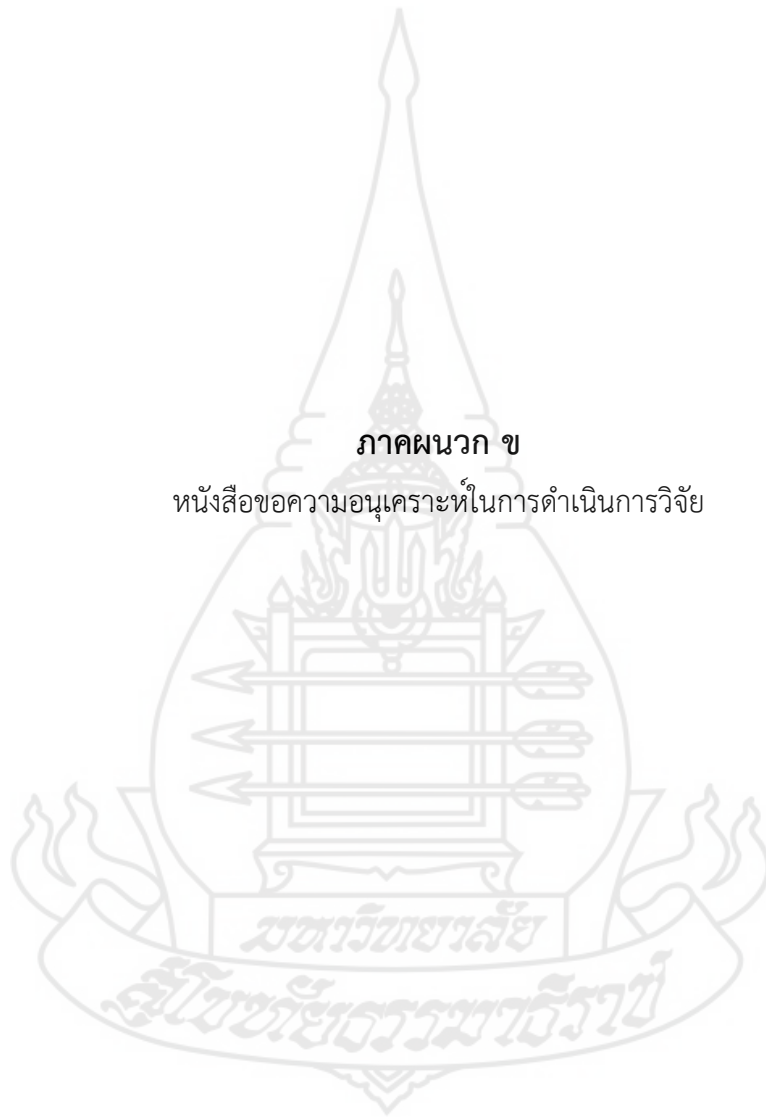 ภาคผนวก ข
หนังสือขอความอนุเคราะห์ในการดำเนินการวิจัย
มหาวิทยาลัย
สุโขทัยธรรมาธิราช